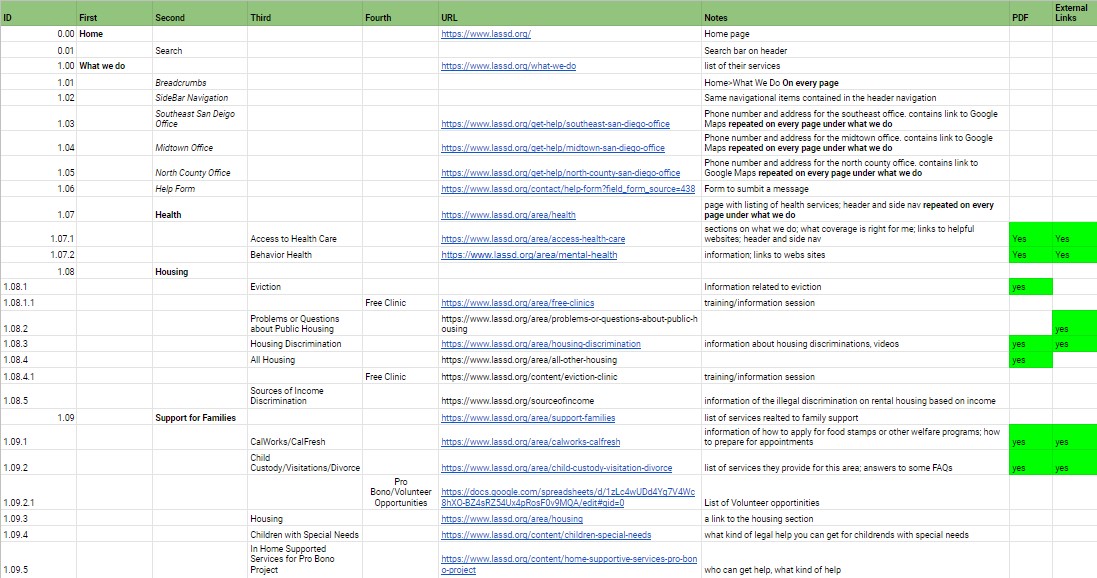 ID First Second Third Fourth URL Notes PDF External Links
0.00 Home https://www.lassd.org/ Home page
0.01 Search Search bar on header
1.00 What we do https://www.lassd.org/what-we-do list of their services
1.01 Breadcrumbs Home>What We Do On every page
1.02 SideBar Navigation Same navigational items contained in the header navigation
Southeast San Deigo Phone number and address for the southeast office. contains link to Google
1.03 Office https://www.lassd.org/get-help/southeast-san-diego-office Maps repeated on every page under what we do
Phone number and address for the midtown office. contains link to Google
1.04 Midtown Office https://www.lassd.org/get-help/midtown-san-diego-office Maps repeated on every page under what we do
Phone number and address for the north county office. contains link to
1.05 North County Office https://www.lassd.org/get-help/north-county-san-diego-office Google Maps repeated on every page under what we do
1.06 Help Form https://www.lassd.org/contact/help-form?field_form_source=438 Form to sumbit a message
page with listing of health services; header and side nav repeated on every
1.07 Health https://www.lassd.org/area/health page under what we do
sections on what we do; what coverage is right for me; links to helpful
1.07.1 Access to Health Care https://www.lassd.org/area/access-health-care websites; header and side nav Yes Yes
1.07.2 Behavior Health https://www.lassd.org/area/mental-health information; links to webs sites Yes Yes
1.08 Housing
1.08.1 Eviction Information related to eviction yes
1.08.1.1 Free Clinic https://www.lassd.org/area/free-clinics training/information session
Problems or Questions https://www.lassd.org/area/problems-or-questions-about-public-h
1.08.2 about Public Housing ousing yes
1.08.3 Housing Discrimination https://www.lassd.org/area/housing-discrimination information about housing discriminations, videos yes yes
1.08.4 All Housing https://www.lassd.org/area/all-other-housing yes
1.08.4.1 Free Clinic https://www.lassd.org/content/eviction-clinic training/information session
Sources of Income
1.08.5 Discrimination https://www.lassd.org/sourceofincome information of the illegal discrimination on rental housing based on income
1.09 Support for Families https://www.lassd.org/area/support-families list of services realted to family support
information of how to apply for food stamps or other welfare programs; how
1.09.1 CalWorks/CalFresh https://www.lassd.org/area/calworks-calfresh to prepare for appointments yes yes
Child
1.09.2 Custody/Visitations/Divorce https://www.lassd.org/area/child-custody-visitation-divorce list of services they provide for this area; answers to some FAQs yes yes
Pro
Bono/Volunteer https://docs.google.com/spreadsheets/d/1zLc4wUDd4Yq7V4Wc
1.09.2.1 Opportunities 8hXO-BZ4sRZ54Ux4pRosF0v9MQA/edit#gid=0 List of Volunteer opportinities
1.09.3 Housing https://www.lassd.org/area/housing a link to the housing section
1.09.4 Children with Special Needs https://www.lassd.org/content/children-special-needs what kind of legal help you can get for childrends with special needs
In Home Supported
Services for Pro Bono https://www.lassd.org/content/home-supportive-services-pro-bon
1.09.5 Project o-project who can get help, what kind of help